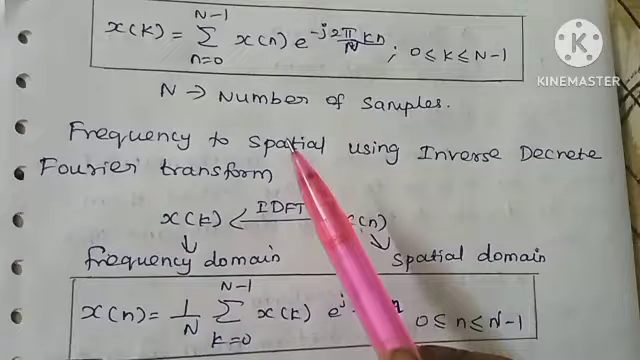 x(k) = N-1 Σ n=0 x(n) e^-j 2π/N kn ; 0 ≤ k ≤ N-1
KINEMASTER
N → Number of samples.
Frequency to Spatial using Inverse Decrete
Fourier transform
x(k) ← IDFT (n)
Frequency domain Spatial domain
x(n) = 1/N N-1 Σ k=0 x(k) e^j n 0 ≤ n ≤ N-1